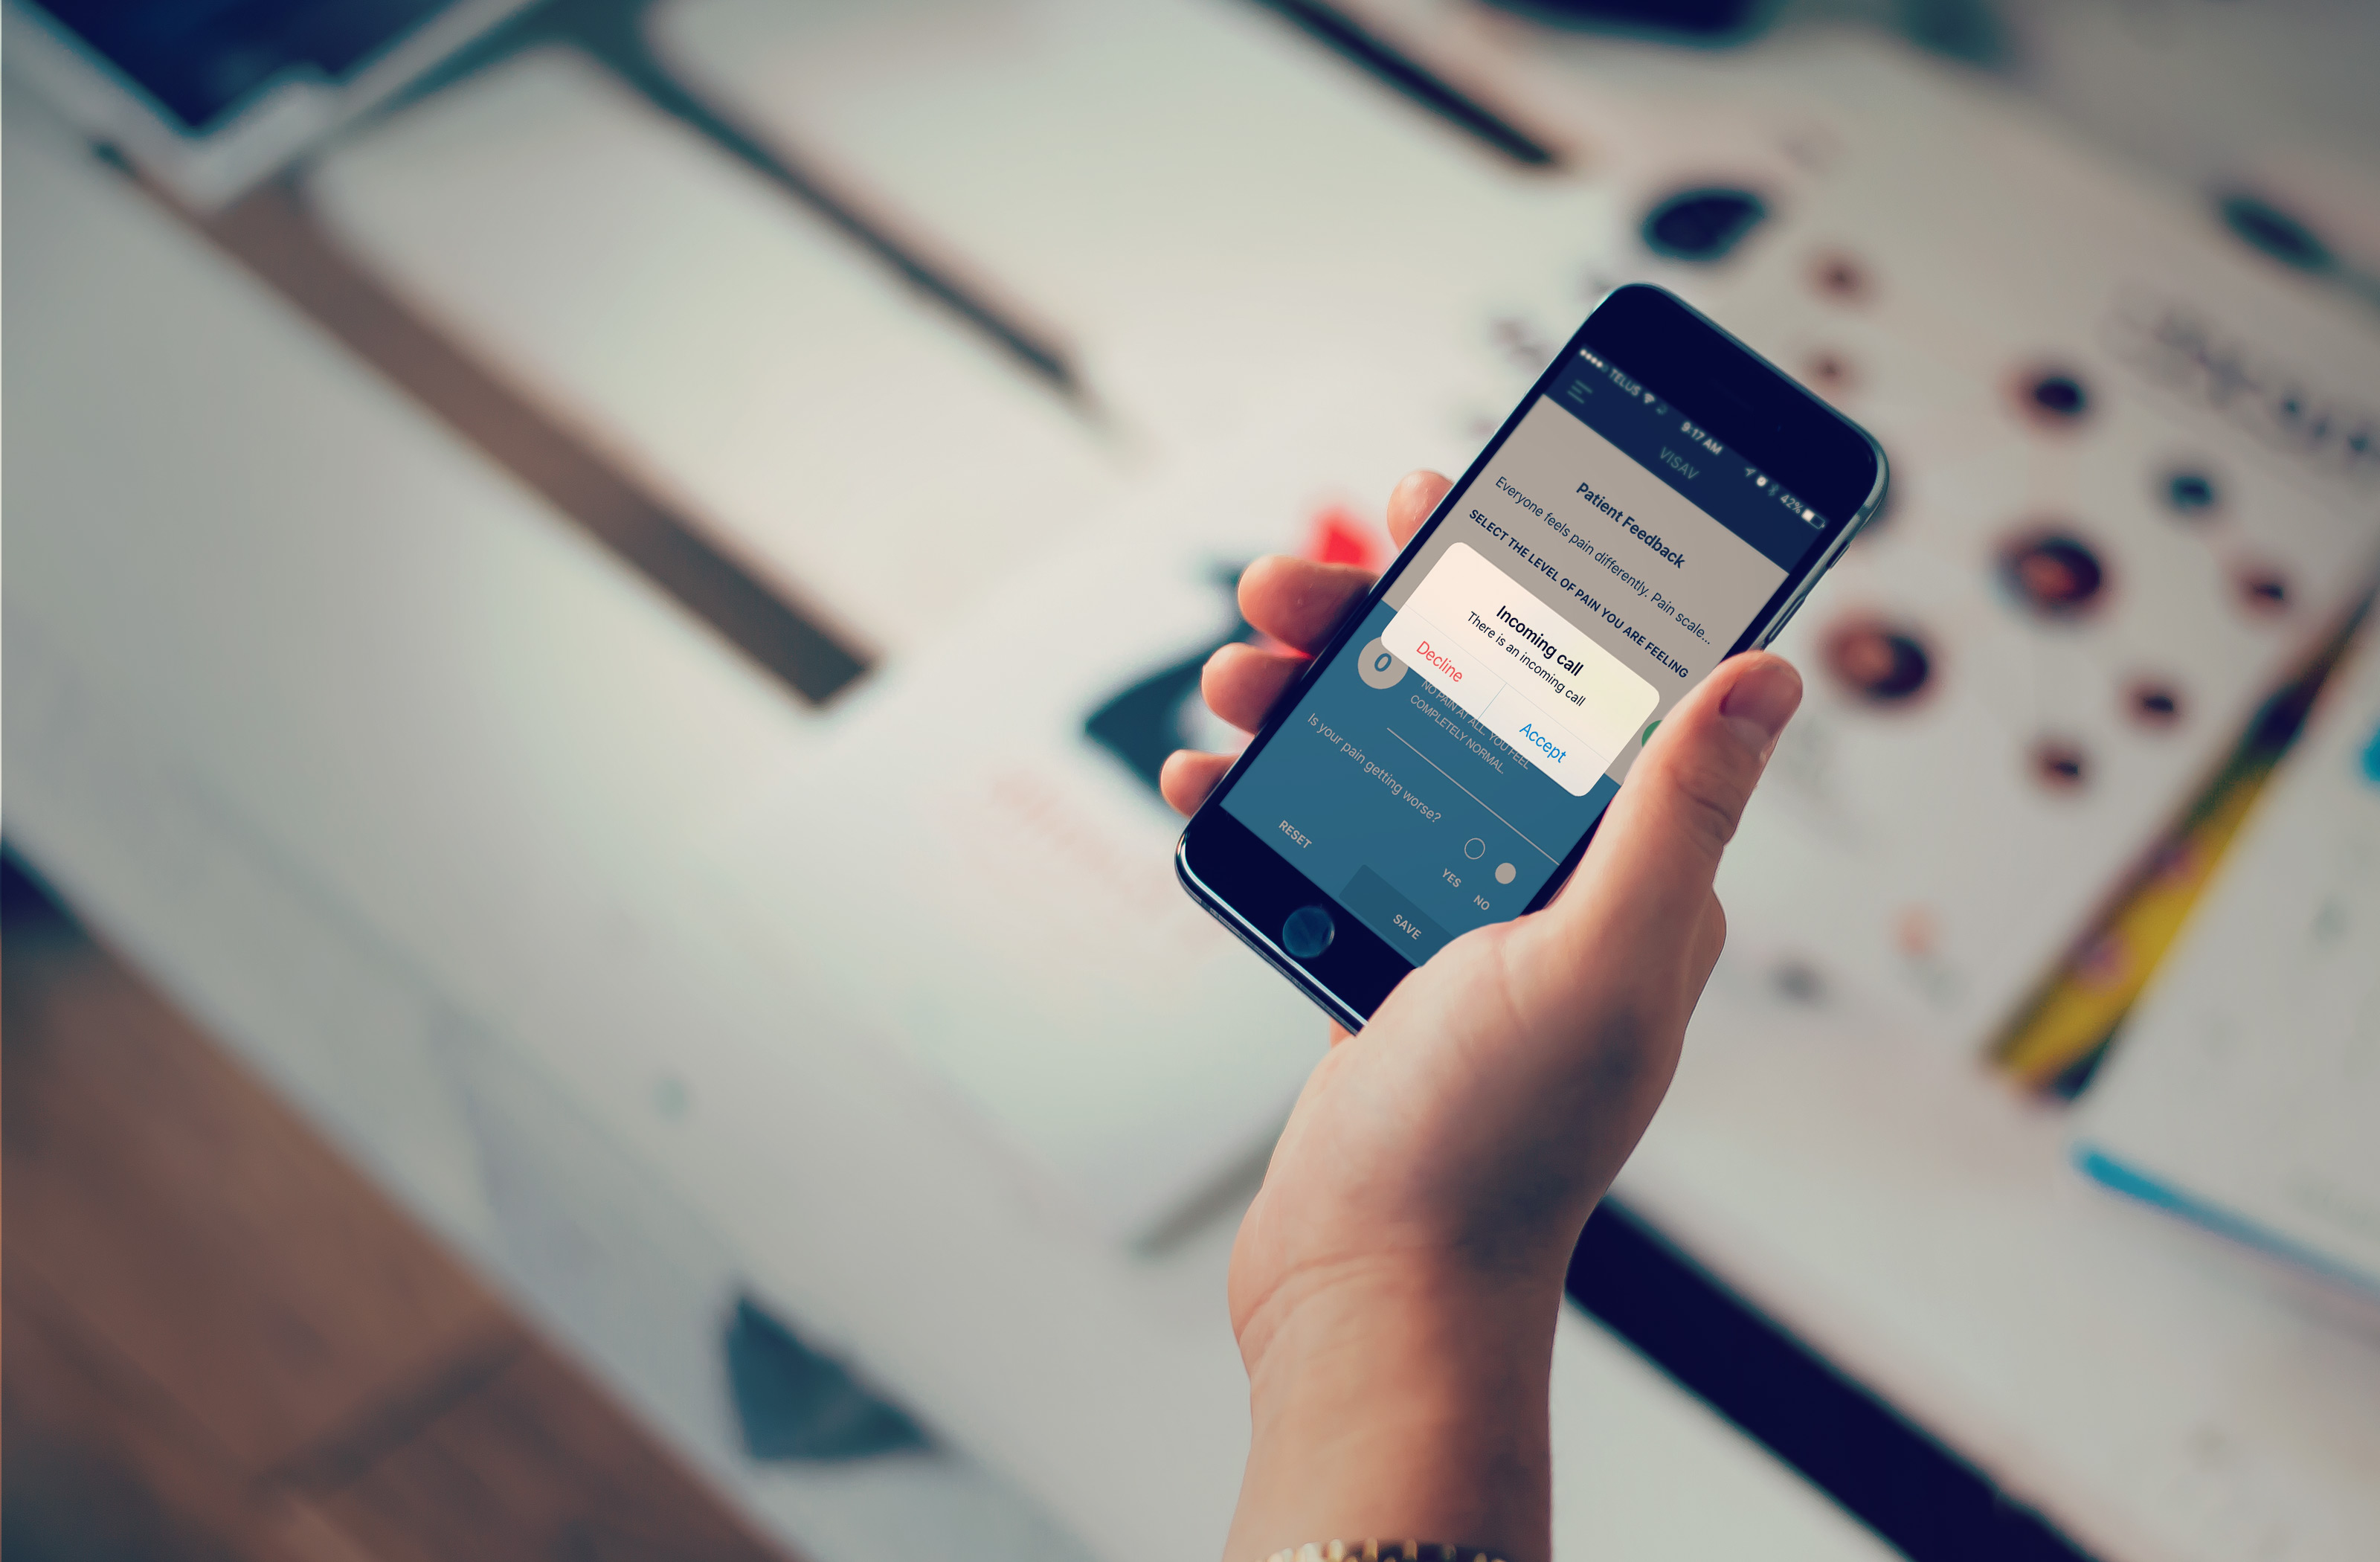 TELUS 9:17 AM 42%
VISAV
Patient Feedback
Everyone feels pain differently. Pain scale...
SELECT THE LEVEL OF PAIN YOU ARE FEELING
Incoming call
There is an incoming call
Decline
Accept
0
NO PAIN AT ALL. YOU FEEL
COMPLETELY NORMAL.
Is your pain getting worse?
YES
NO
RESET
SAVE